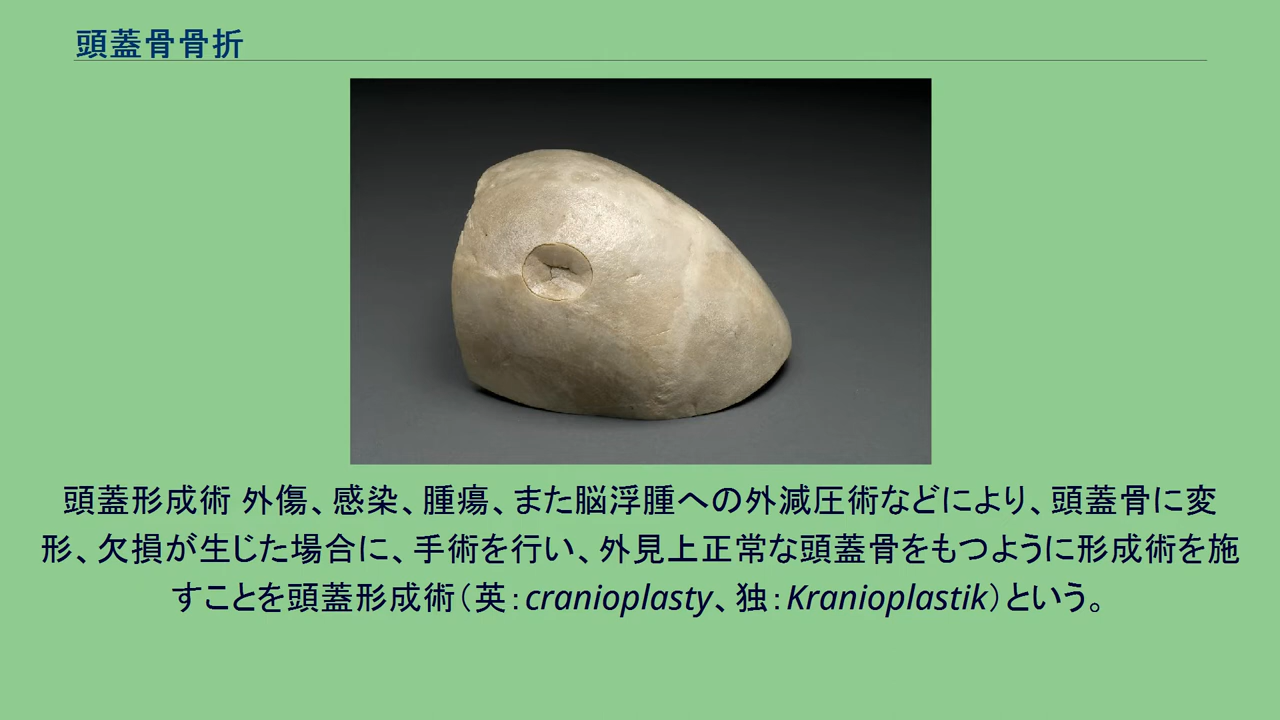 頭蓋骨骨折
頭蓋形成術 外傷、感染、腫瘍、また脳浮腫への外減圧術などにより、頭蓋骨に変
形、欠損が生じた場合に、手術を行い、外見上正常な頭蓋骨をもつように形成術を施
すことを頭蓋形成術（英：cranioplasty、独：Kranioplastik）という。